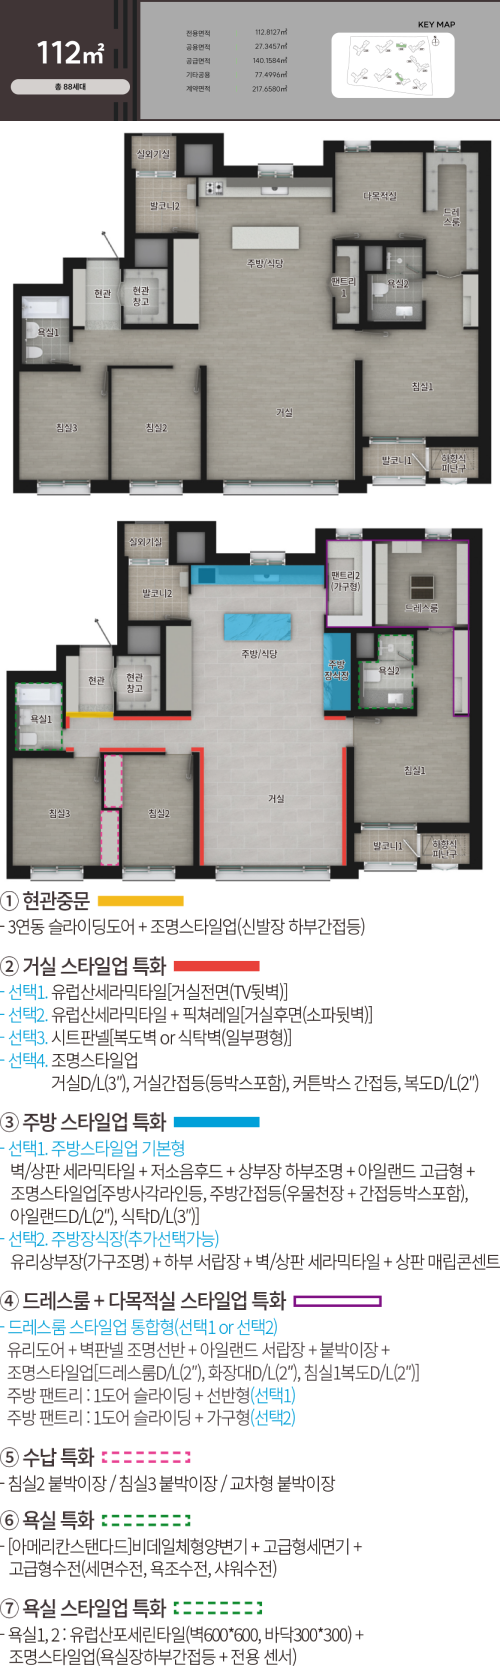 112㎡
총 88세대
전용면적 112.8127㎡
공용면적 27.3457㎡
공급면적 140.1584㎡
기타공용 77.4996㎡
계약면적 217.6580㎡
KEY MAP
실외기실
발코니2
다목적실
드레
스룸
주방/식당
팬트리
1
욕실2
현관
현관
창고
욕실1
침실1
침실3
침실2
거실
발코니1
하향식
피난구
실외기실
발코니2
팬트리2
(가구형)
드레스룸
주방/식당
주방
장식장
욕실2
현관
현관
창고
욕실1
침실1
거실
침실3
침실2
발코니1
하향식
피난구
① 현관중문
- 3연동 슬라이딩도어 + 조명스타일업(신발장 하부간접등)
② 거실 스타일업 특화
- 선택1. 유럽산세라믹타일[거실전면(TV뒷벽)]
- 선택2. 유럽산세라믹타일 + 픽쳐레일[거실후면(소파뒷벽)]
- 선택3. 시트판넬[복도벽 or 식탁벽(일부평형)]
- 선택4. 조명스타일업
거실D/L(3″), 거실간접등(등박스포함), 커튼박스 간접등, 복도D/L(2″)
③ 주방 스타일업 특화
- 선택1. 주방스타일업 기본형
벽/상판 세라믹타일 + 저소음후드 + 상부장 하부조명 + 아일랜드 고급형 +
조명스타일업[주방사각라인등, 주방간접등(우물천장 + 간접등박스포함),
아일랜드D/L(2″), 식탁D/L(3″)]
- 선택2. 주방장식장(추가선택가능)
유리상부장(가구조명) + 하부 서랍장 + 벽/상판 세라믹타일 + 상판 매립콘센트
④ 드레스룸 + 다목적실 스타일업 특화
- 드레스룸 스타일업 통합형(선택1 or 선택2)
유리도어 + 벽판넬 조명선반 + 아일랜드 서랍장 + 붙박이장 +
조명스타일업[드레스룸D/L(2″), 화장대D/L(2″), 침실1복도D/L(2″)]
주방 팬트리 : 1도어 슬라이딩 + 선반형(선택1)
주방 팬트리 : 1도어 슬라이딩 + 가구형(선택2)
⑤ 수납 특화
- 침실2 붙박이장 / 침실3 붙박이장 / 교차형 붙박이장
⑥ 욕실 특화
- [아메리칸스탠다드]비데일체형양변기 + 고급형세면기 +
고급형수전(세면수전, 욕조수전, 샤워수전)
⑦ 욕실 스타일업 특화
- 욕실1, 2 : 유럽산포세린타일(벽600*600, 바닥300*300) +
조명스타일업(욕실장하부간접등 + 전용 센서)